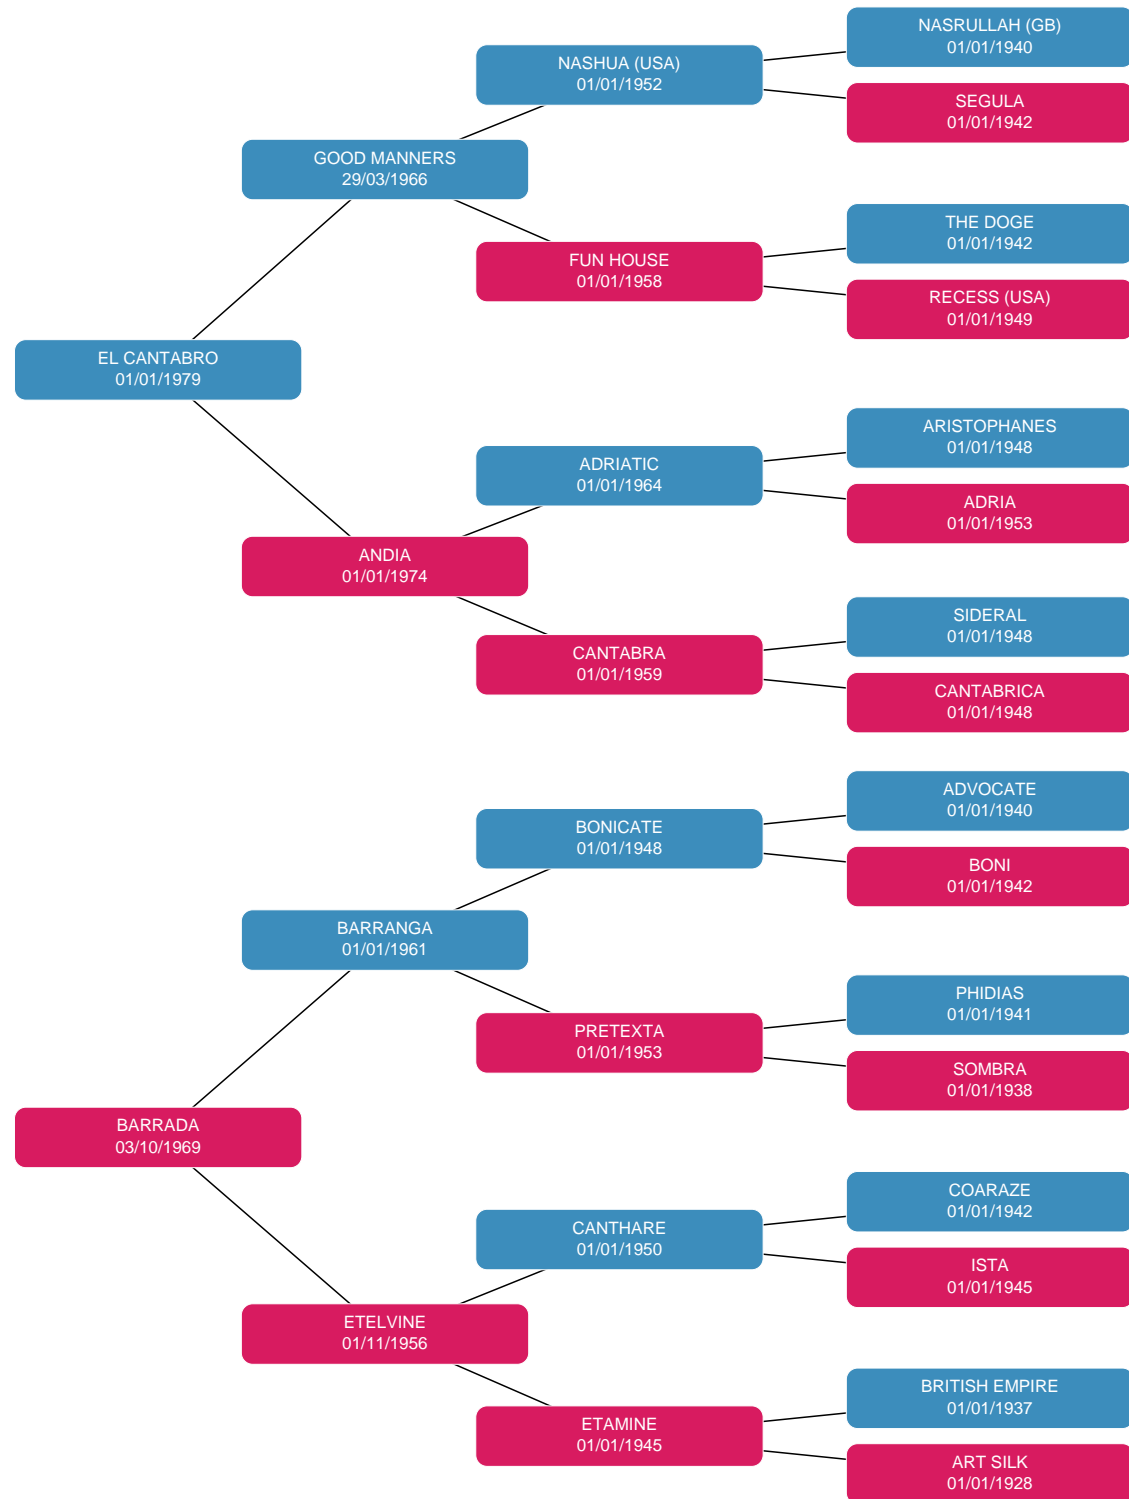 NASRULLAH (GB)
01/01/1940
NASHUA (USA)
01/01/1952
SEGULA
01/01/1942
GOOD MANNERS
29/03/1966
THE DOGE
01/01/1942
FUN HOUSE
01/01/1958
RECESS (USA)
01/01/1949
EL CANTABRO
01/01/1979
ARISTOPHANES
01/01/1948
ADRIATIC
01/01/1964
ADRIA
01/01/1953
ANDIA
01/01/1974
SIDERAL
01/01/1948
CANTABRA
01/01/1959
CANTABRICA
01/01/1948
ADVOCATE
01/01/1940
BONICATE
01/01/1948
BONI
01/01/1942
BARRANGA
01/01/1961
PHIDIAS
01/01/1941
PRETEXTA
01/01/1953
SOMBRA
01/01/1938
BARRADA
03/10/1969
COARAZE
01/01/1942
CANTHARE
01/01/1950
ISTA
01/01/1945
ETELVINE
01/11/1956
BRITISH EMPIRE
01/01/1937
ETAMINE
01/01/1945
ART SILK
01/01/1928